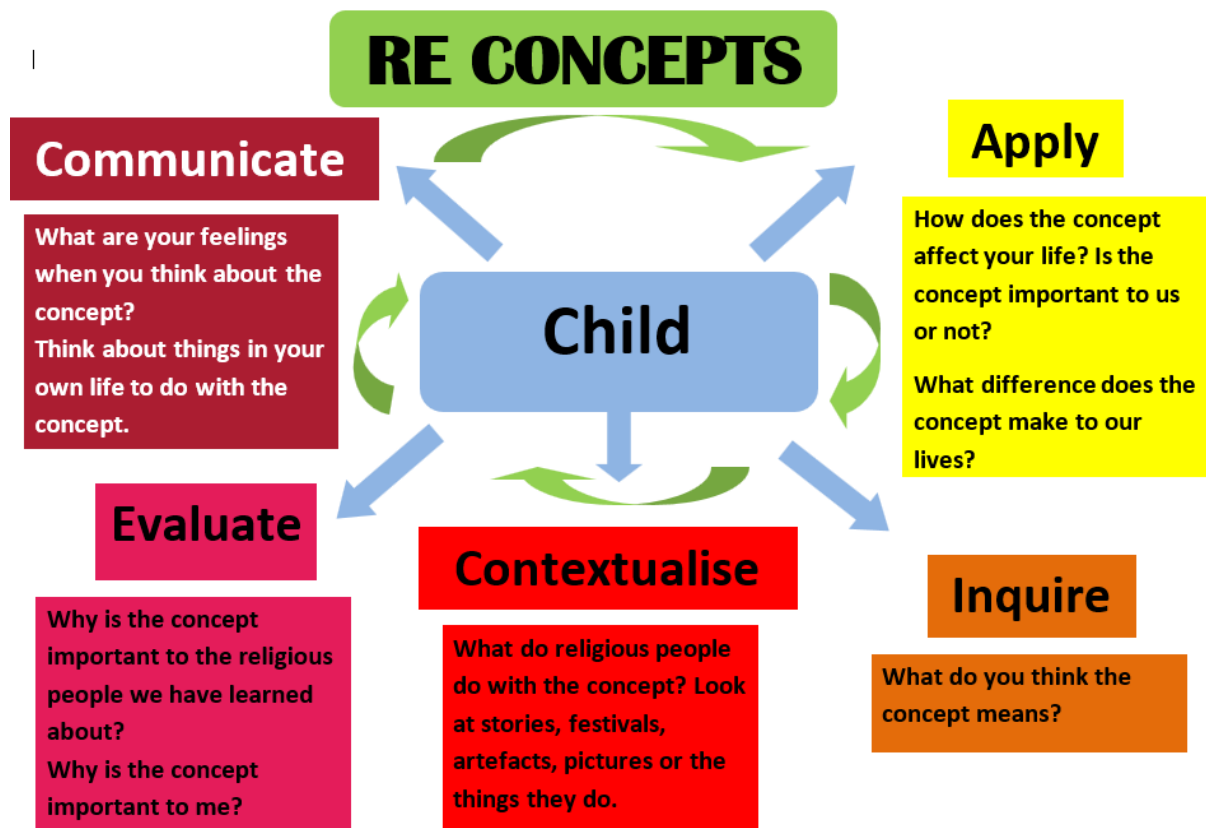 RE CONCEPTS
Communicate
What are your feelings
when you think about the
concept?
Think about things in your
own life to do with the
concept.
Apply
How does the concept
affect your life? Is the
concept important to us
or not?
What difference does the
concept make to our
lives?
Child
Evaluate
Why is the concept
important to the religious
people we have learned
about?
Why is the concept
important to me?
Contextualise
What do religious people
do with the concept? Look
at stories, festivals,
artefacts, pictures or the
things they do.
Inquire
What do you think the
concept means?